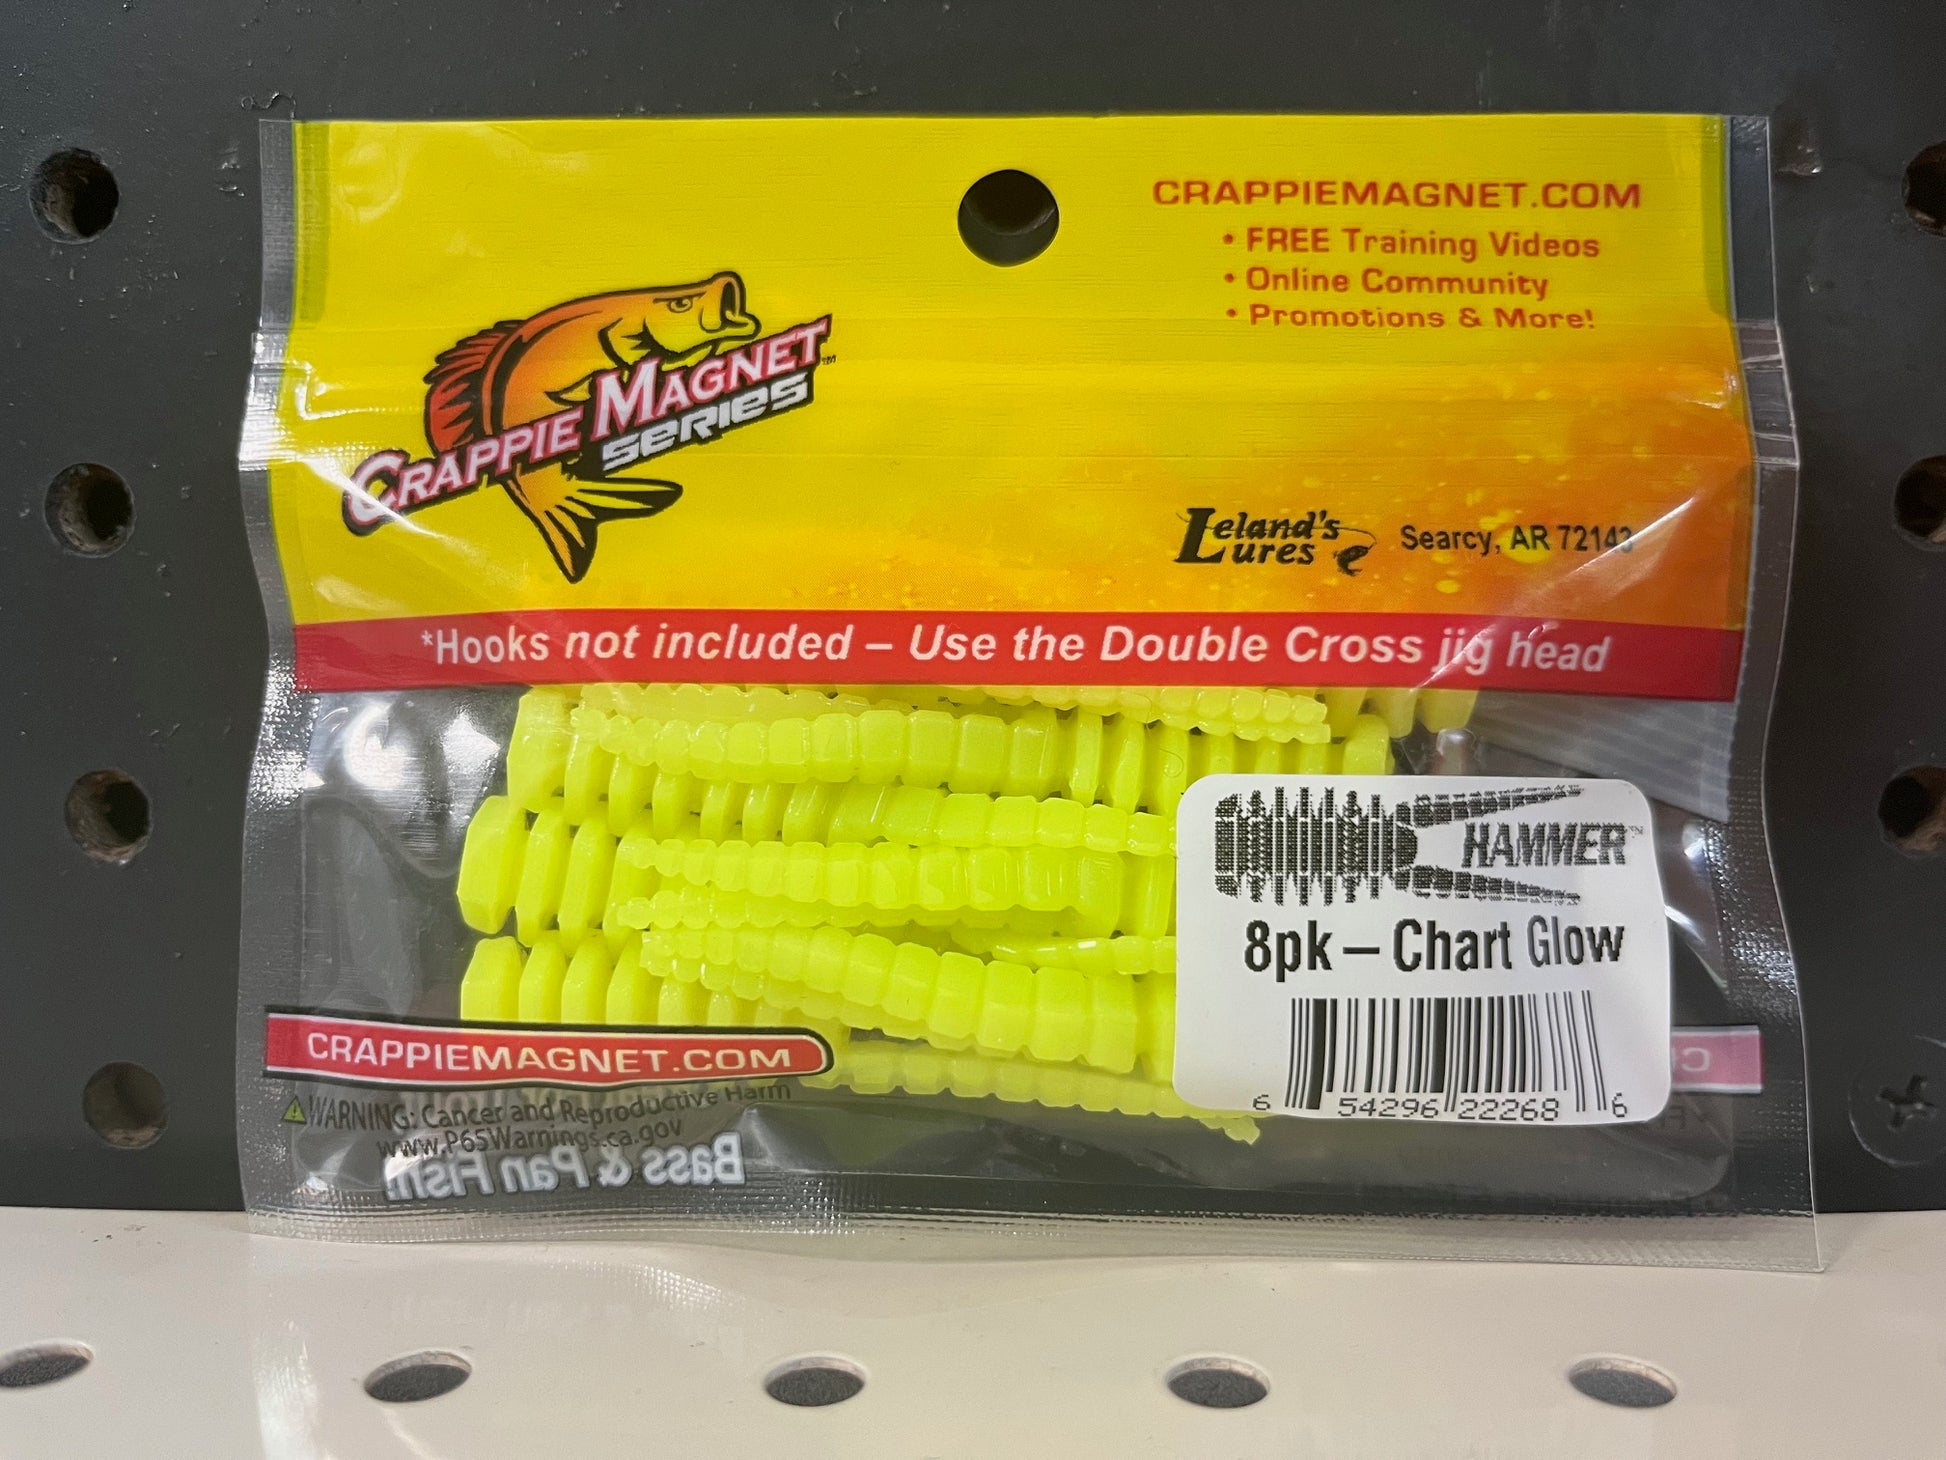 CRAPPIEMAGNET.COM
• FREE Training Videos
• Online Community
• Promotions & More!
CRAPPIE MAGNET™
SERIES
Leland's
Lures
Searcy, AR 72143
*Hooks not included – Use the Double Cross jig head
HAMMER™
8pk – Chart Glow
6 54296 22268 6
CRAPPIEMAGNET.COM
⚠WARNING: Cancer and Reproductive Harm
www.P65Warnings.ca.gov
Bass & Pan Fish!